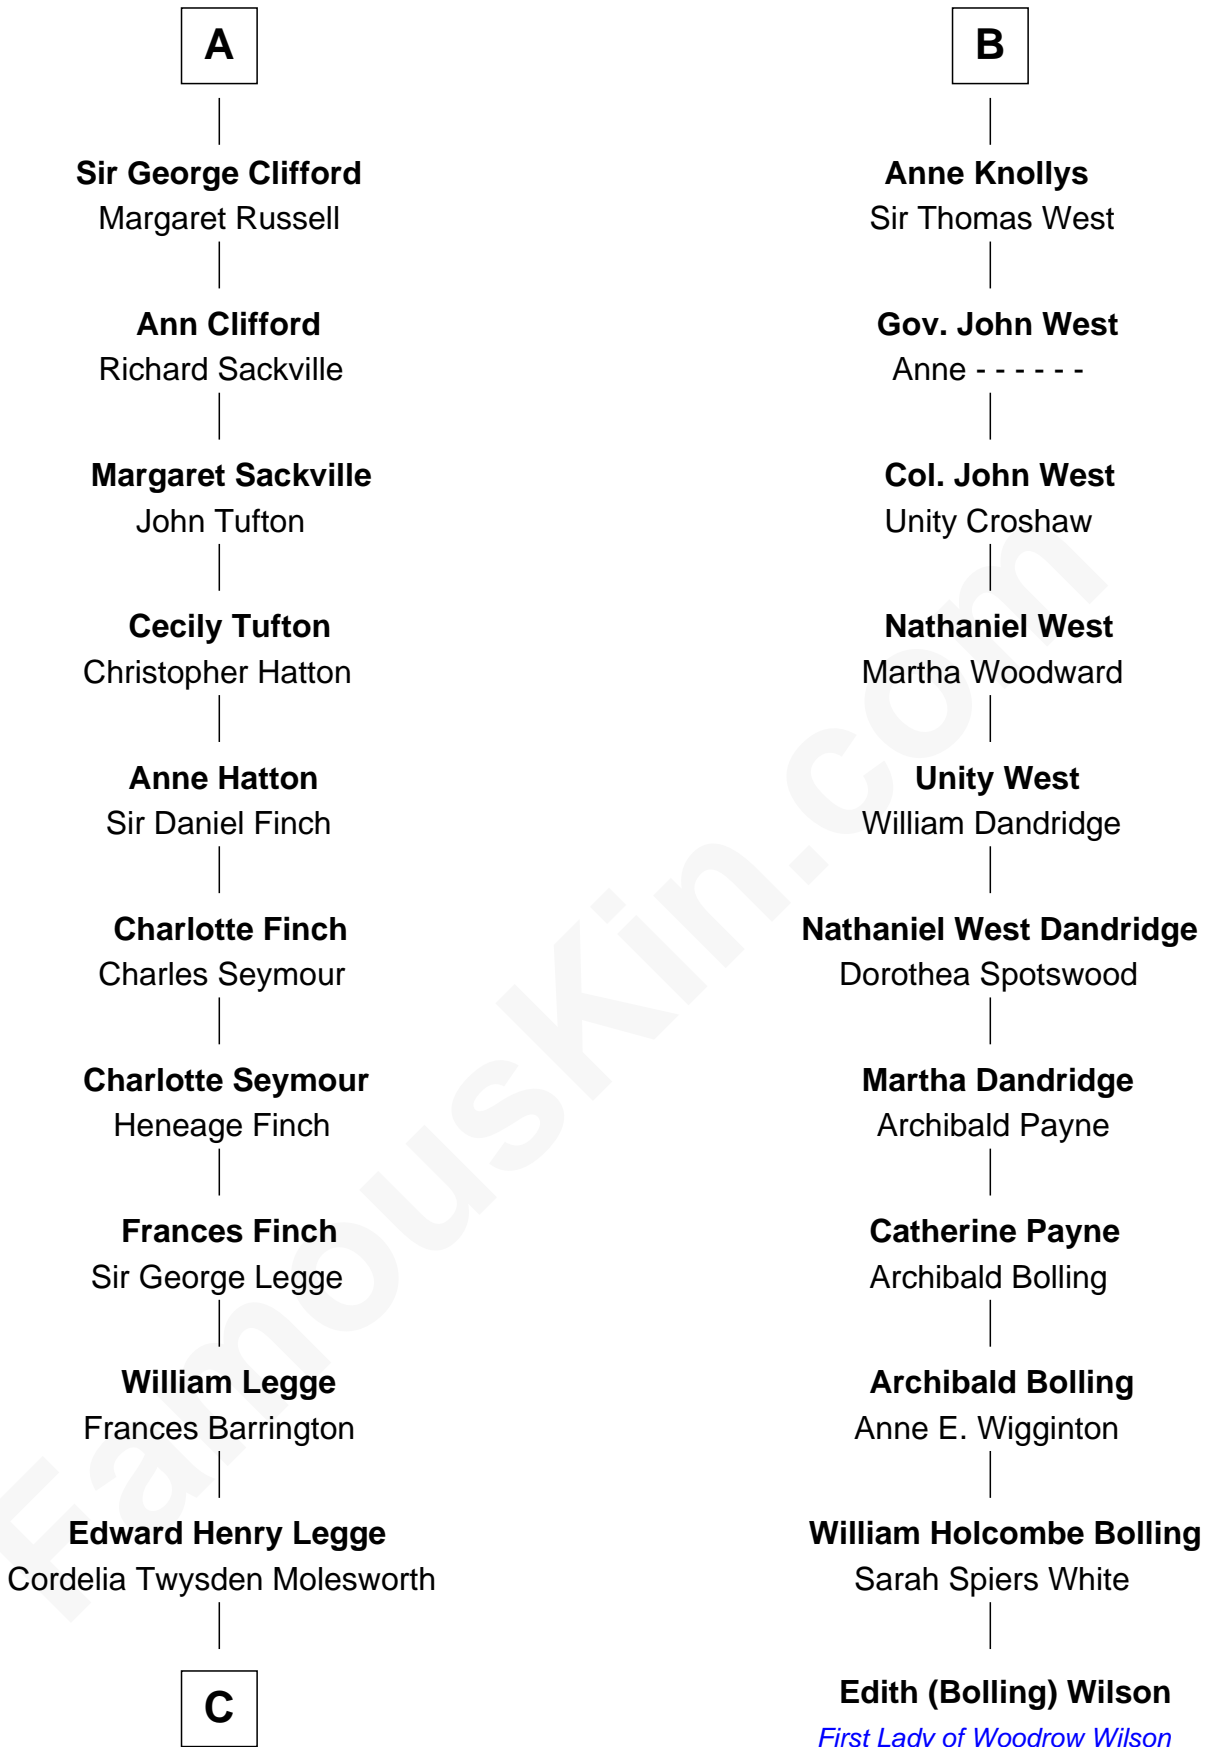 A
Sir George Clifford
Margaret Russell
Ann Clifford
Richard Sackville
Margaret Sackville
John Tufton
Cecily Tufton
Christopher Hatton
Anne Hatton
Sir Daniel Finch
Charlotte Finch
Charles Seymour
Charlotte Seymour
Heneage Finch
Frances Finch
Sir George Legge
William Legge
Frances Barrington
Edward Henry Legge
Cordelia Twysden Molesworth
C
B
Anne Knollys
Sir Thomas West
Gov. John West
Anne - - - - - -
Col. John West
Unity Croshaw
Nathaniel West
Martha Woodward
Unity West
William Dandridge
Nathaniel West Dandridge
Dorothea Spotswood
Martha Dandridge
Archibald Payne
Catherine Payne
Archibald Bolling
Archibald Bolling
Anne E. Wigginton
William Holcombe Bolling
Sarah Spiers White
Edith (Bolling) Wilson
First Lady of Woodrow Wilson
FamousKin.com